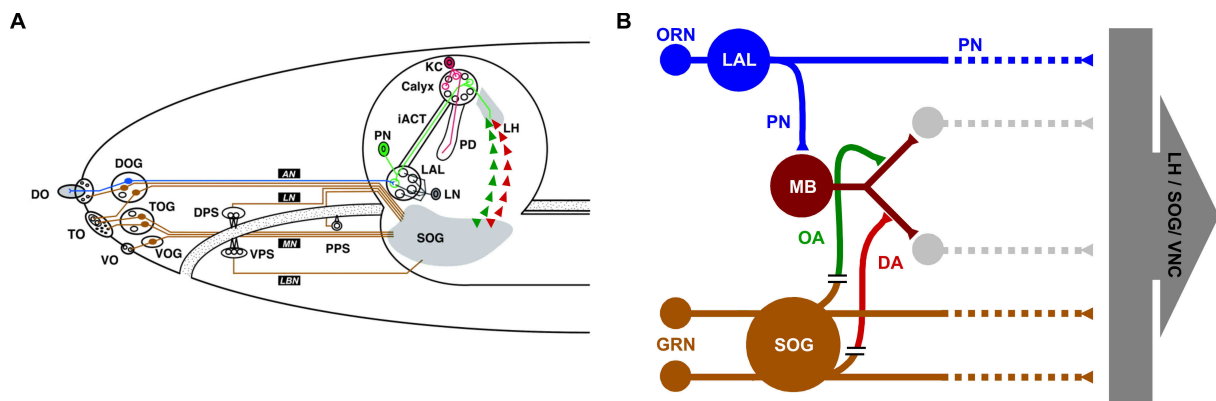 A
KC
Calyx
iACT
PN
LH
PD
DOG
AN
LAL
DO
LN
LN
TOG
DPS
TO
SOG
MN
VOG
VPS
PPS
VO
LBN
B
ORN
PN
LAL
PN
MB
OA
DA
GRN
SOG
LH / SOG/ VNC